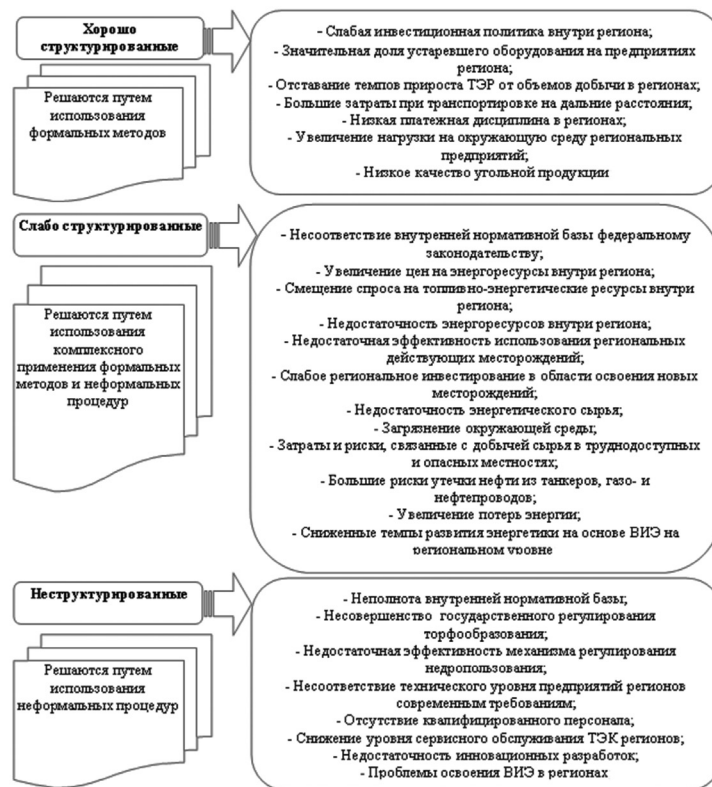 Хорошо
структурированные
Решаются путем
использования
формальных методов
- Слабая инвестиционная политика внутри региона;
- Значительная доля устаревшего оборудования на предприятиях
региона;
- Отставание темпов прироста ТЭР от объемов добычи в регионах;
- Большие затраты при транспортировке на дальние расстояния;
- Низкая платежная дисциплина в регионах;
- Увеличение нагрузки на окружающую среду региональных
предприятий;
- Низкое качество угольной продукции
Слабо структурированные
Решаются путем
использования
комплексного
применения формальных
методов и неформальных
процедур
- Несоответствие внутренней нормативной базы федеральному
законодательству;
- Увеличение цен на энергоресурсы внутри региона;
- Смещение спроса на топливно-энергетические ресурсы внутри
региона;
- Недостаточность энергоресурсов внутри региона;
- Недостаточная эффективность использования региональных
действующих месторождений;
- Слабое региональное инвестирование в области освоения новых
месторождений;
- Недостаточность энергетического сырья;
- Загрязнение окружающей среды;
- Затраты и риски, связанные с добычей сырья в труднодоступных
и опасных местностях;
- Большие риски утечки нефти из танкеров, газо- и
нефтепроводов;
- Увеличение потерь энергии;
- Сниженные темпы развития энергетики на основе ВИЭ на
региональном уровне
Неструктурированные
Решаются путем
использования
неформальных процедур
- Неполнота внутренней нормативной базы;
- Несовершенство государственного регулирования
торфообразования;
- Недостаточная эффективность механизма регулирования
недропользования;
- Несоответствие технического уровня предприятий регионов
современным требованиям;
- Отсутствие квалифицированного персонала;
- Снижение уровня сервисного обслуживания ТЭК регионов;
- Недостаточность инновационных разработок;
- Проблемы освоения ВИЭ в регионах